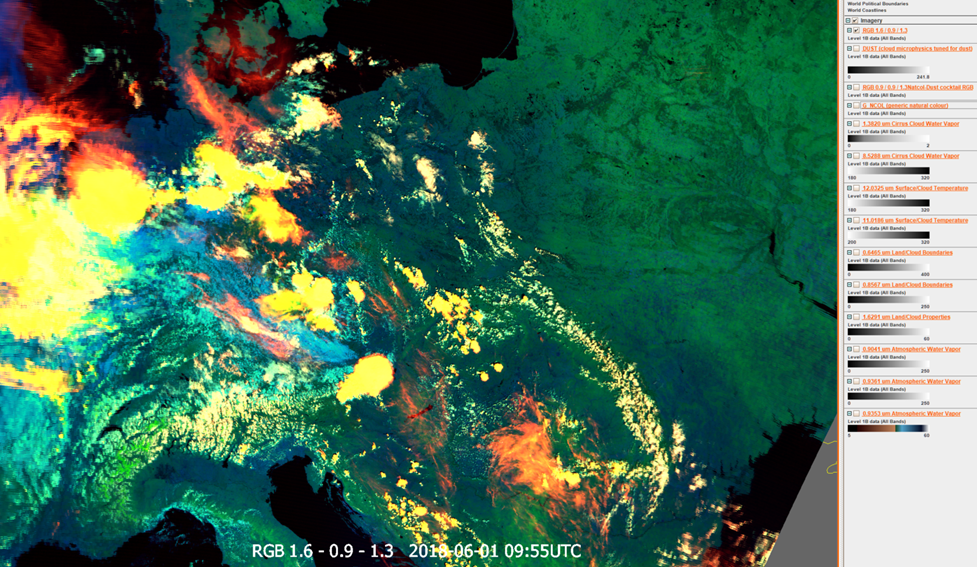 World Political Boundaries
World Coastlines
Imagery
RGB 1.6 / 0.9 / 1.3
Level 1B data (All Bands)
DUST (cloud microphysics tuned for dust)
Level 1B data (All Bands)
0 241.8
RGB 0.9 / 0.9 / 1.3Natcol-Dust cocktail RGB
Level 1B data (All Bands)
G_NCOL (generic natural colour)
Level 1B data (All Bands)
1.3820 um Cirrus Cloud Water Vapor
Level 1B data (All Bands)
0 2
8.5288 um Cirrus Cloud Water Vapor
Level 1B data (All Bands)
180 320
12.0325 um Surface/Cloud Temperature
Level 1B data (All Bands)
180 320
11.0186 um Surface/Cloud Temperature
Level 1B data (All Bands)
200 320
0.6465 um Land/Cloud Boundaries
Level 1B data (All Bands)
0 400
0.8567 um Land/Cloud Boundaries
Level 1B data (All Bands)
0 250
1.6291 um Land/Cloud Properties
Level 1B data (All Bands)
0 60
0.9041 um Atmospheric Water Vapor
Level 1B data (All Bands)
0 250
0.9361 um Atmospheric Water Vapor
Level 1B data (All Bands)
0 250
0.9353 um Atmospheric Water Vapor
Level 1B data (All Bands)
5 60
RGB 1.6 - 0.9 - 1.3 2018-06-01 09:55UTC